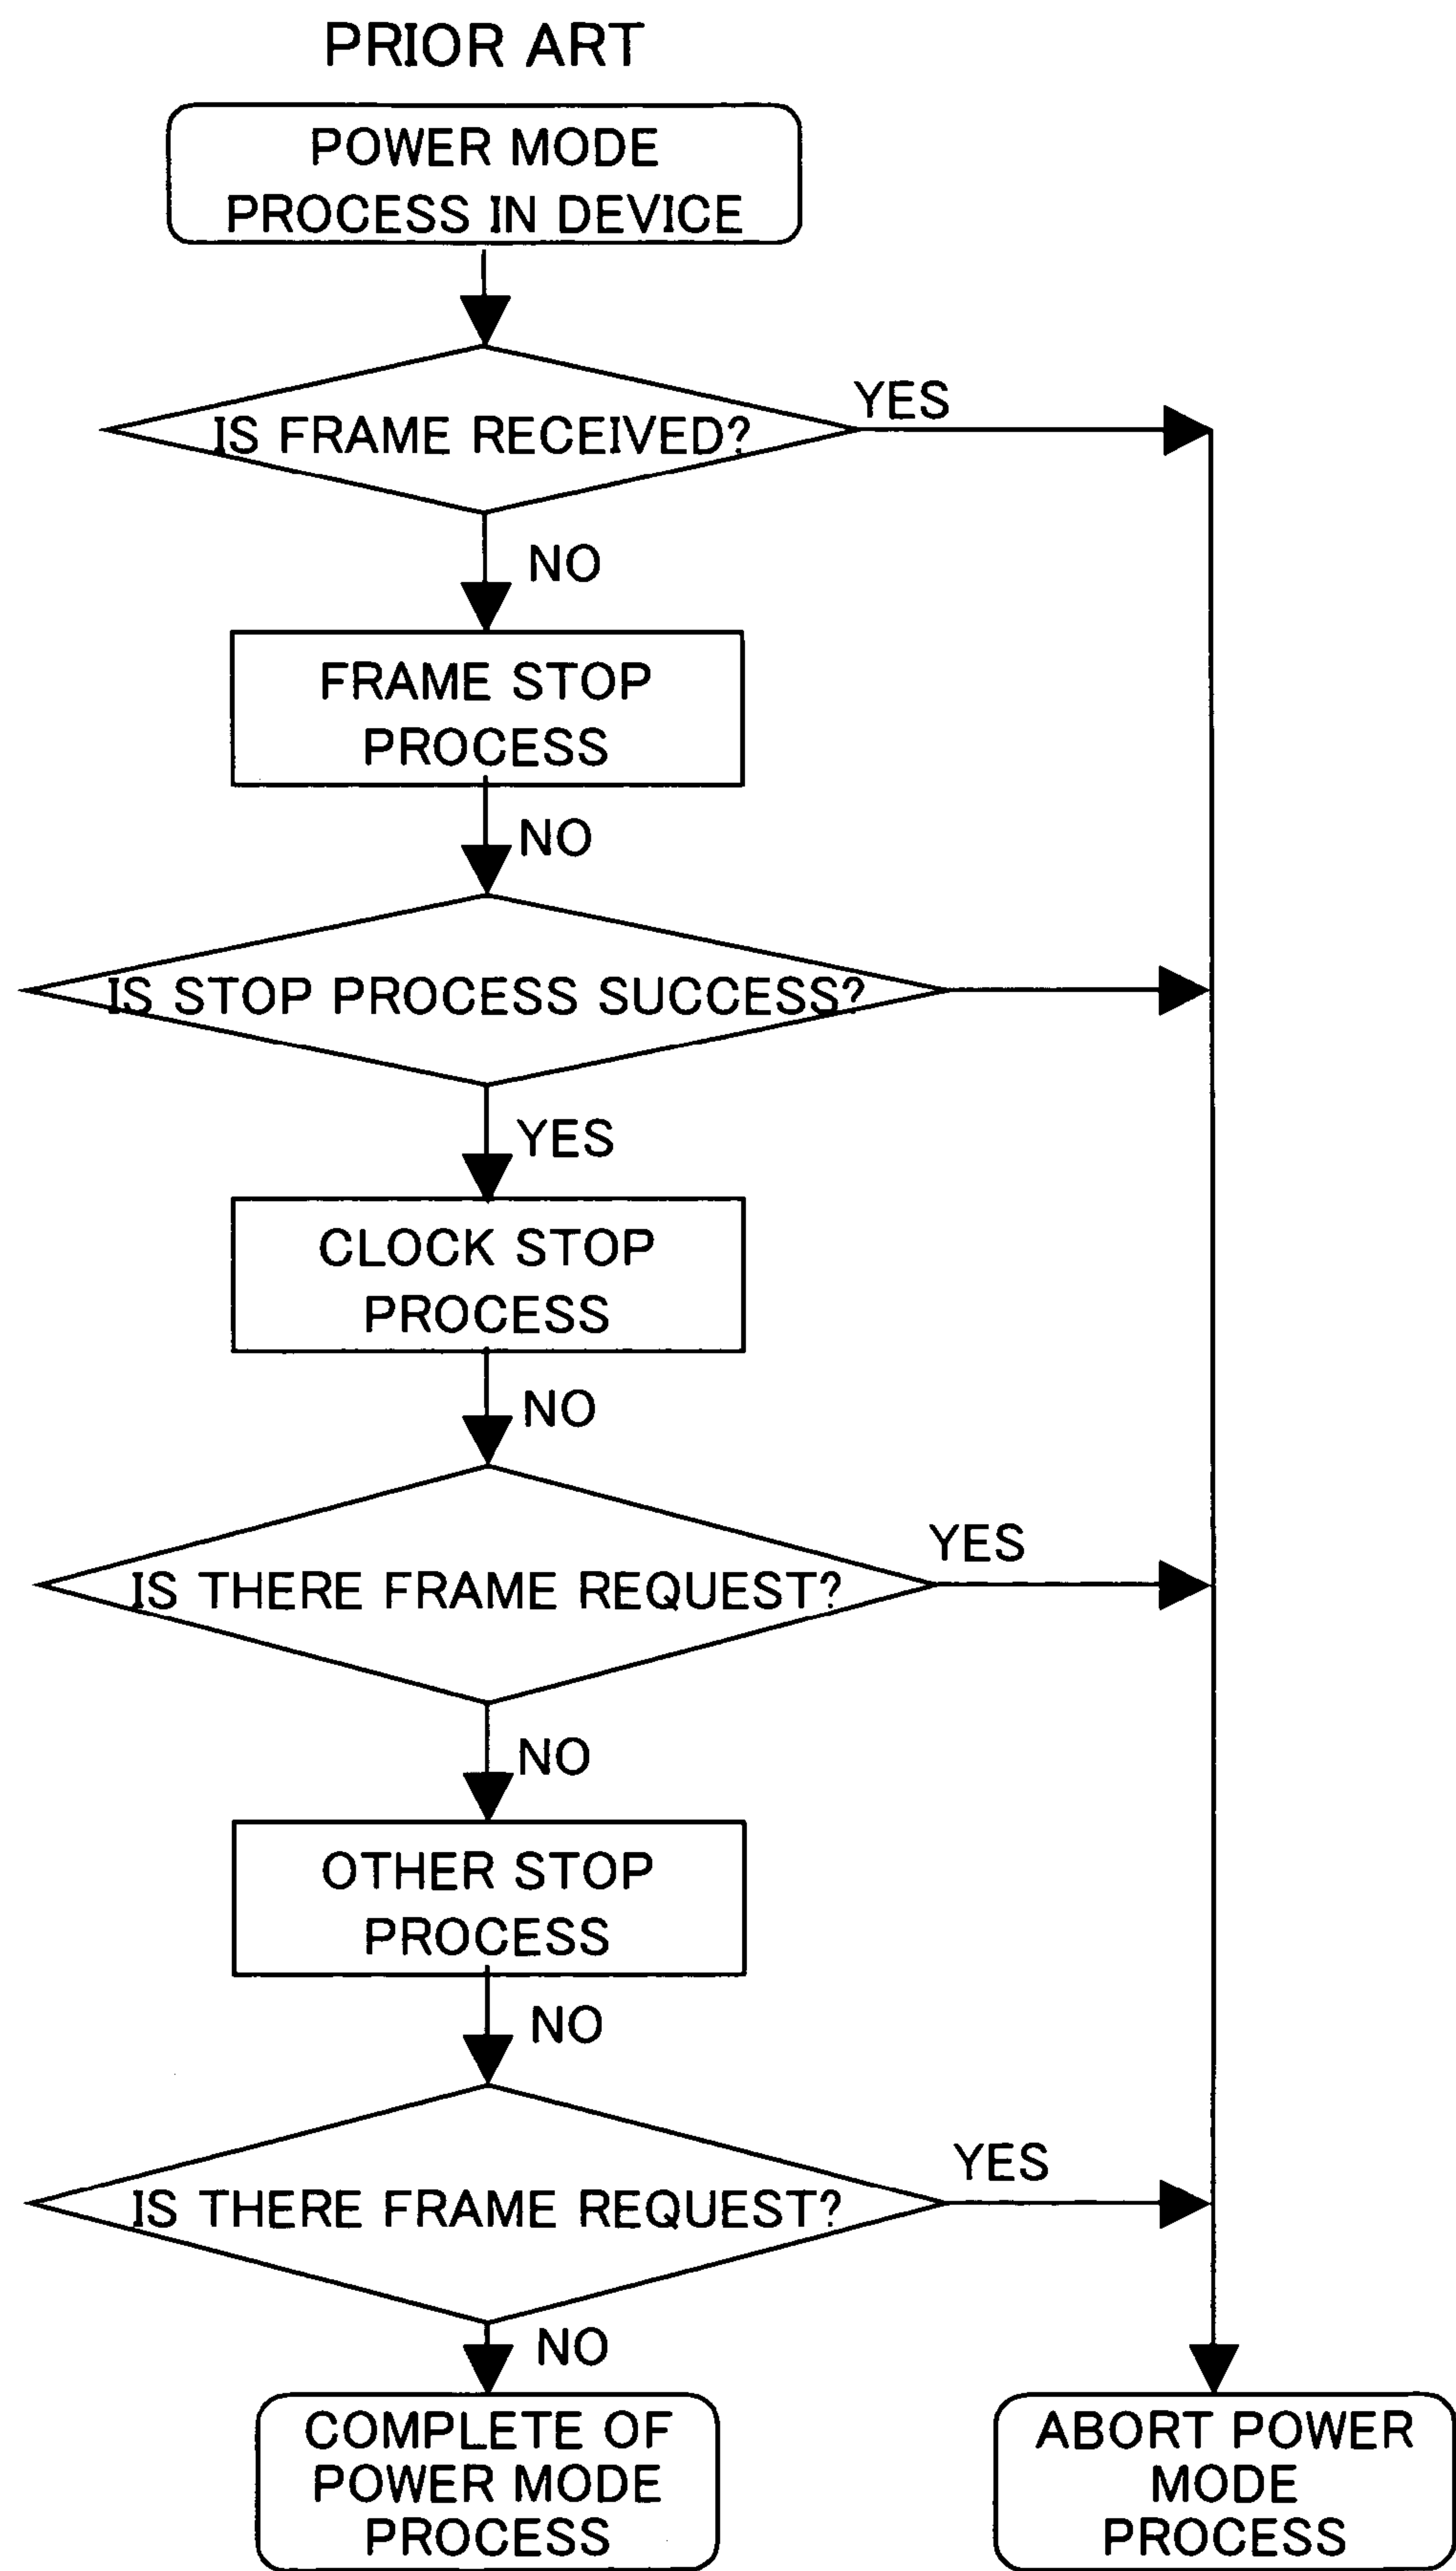 PRIOR ART
POWER MODE
PROCESS IN DEVICE
IS FRAME RECEIVED?
YES
NO
FRAME STOP
PROCESS
NO
IS STOP PROCESS SUCCESS?
YES
CLOCK STOP
PROCESS
NO
IS THERE FRAME REQUEST?
YES
NO
OTHER STOP
PROCESS
NO
IS THERE FRAME REQUEST?
YES
NO
COMPLETE OF
POWER MODE
PROCESS
ABORT POWER
MODE
PROCESS